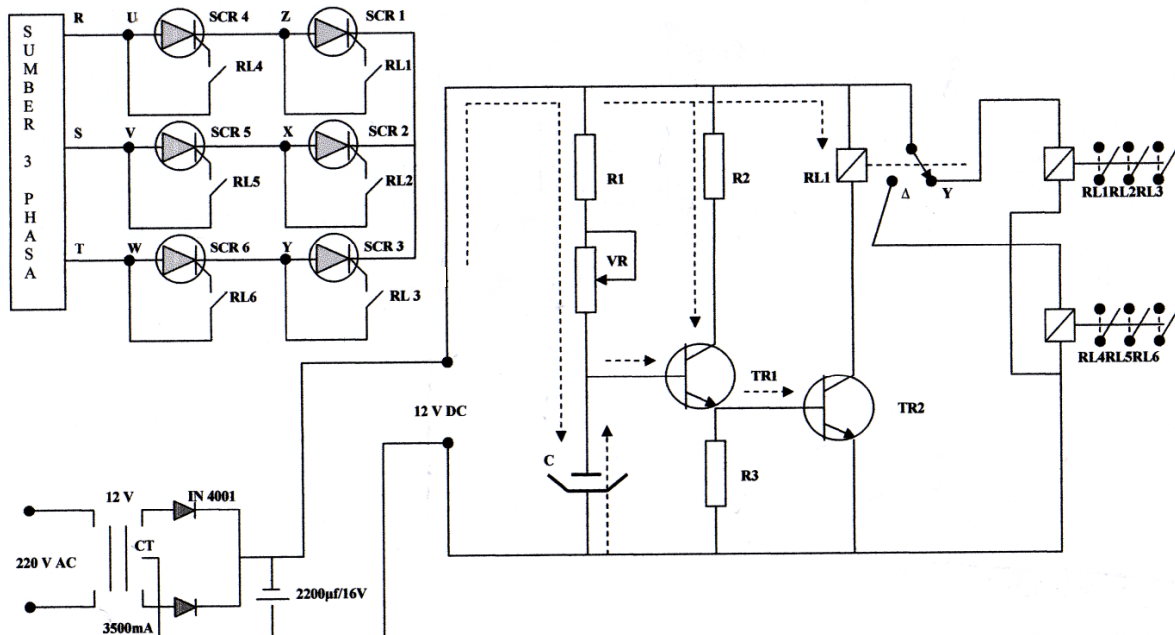 SUMBER 3 PHASA
R
U
SCR 4
Z
SCR 1
RL4
RL1
S
V
SCR 5
X
SCR 2
RL5
RL2
T
W
SCR 6
Y
SCR 3
RL6
RL 3
R1
R2
RL1
Δ
Y
RL1RL2RL3
VR
RL4RL5RL6
TR1
TR2
12 V DC
C
R3
12 V
IN 4001
CT
220 V AC
2200µf/16V
3500mA